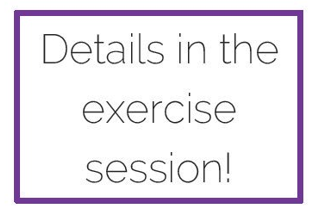 Details in the
exercise
session!